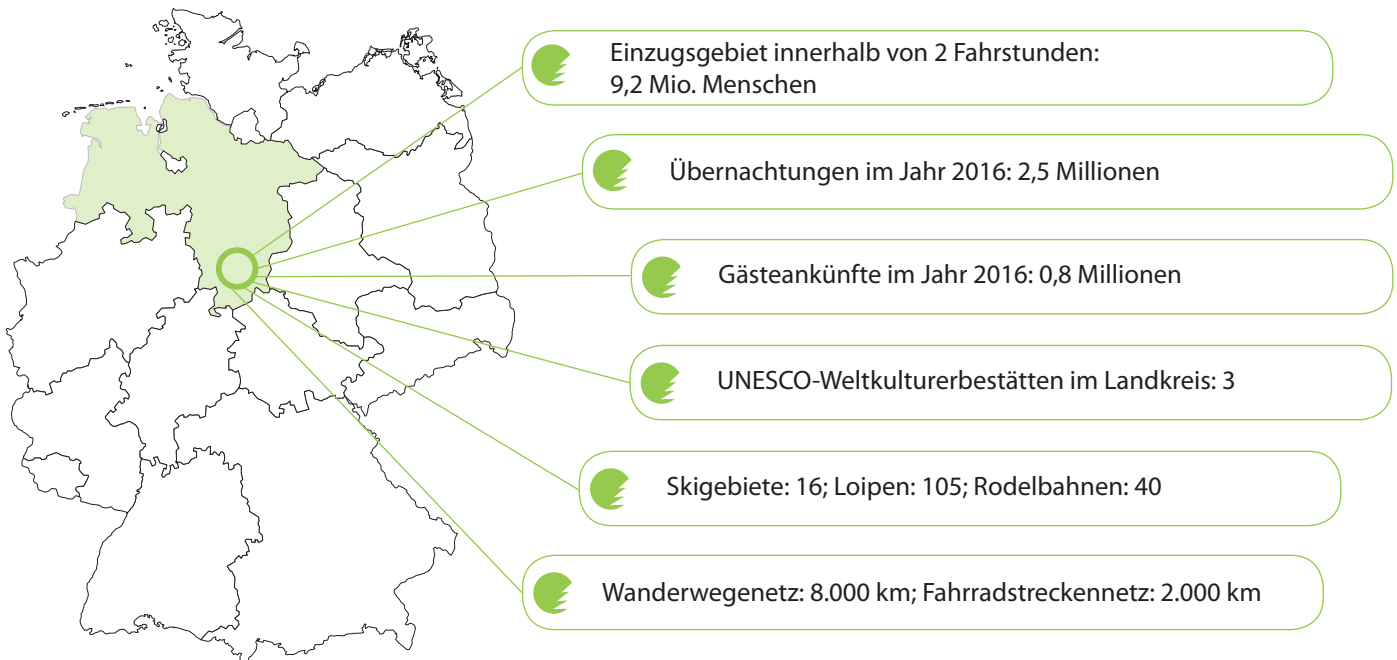 Einzugsgebiet innerhalb von 2 Fahrstunden:
9,2 Mio. Menschen
Übernachtungen im Jahr 2016: 2,5 Millionen
Gästeankünfte im Jahr 2016: 0,8 Millionen
UNESCO-Weltkulturerbestätten im Landkreis: 3
Skigebiete: 16; Loipen: 105; Rodelbahnen: 40
Wanderwegenetz: 8.000 km; Fahrradstreckennetz: 2.000 km